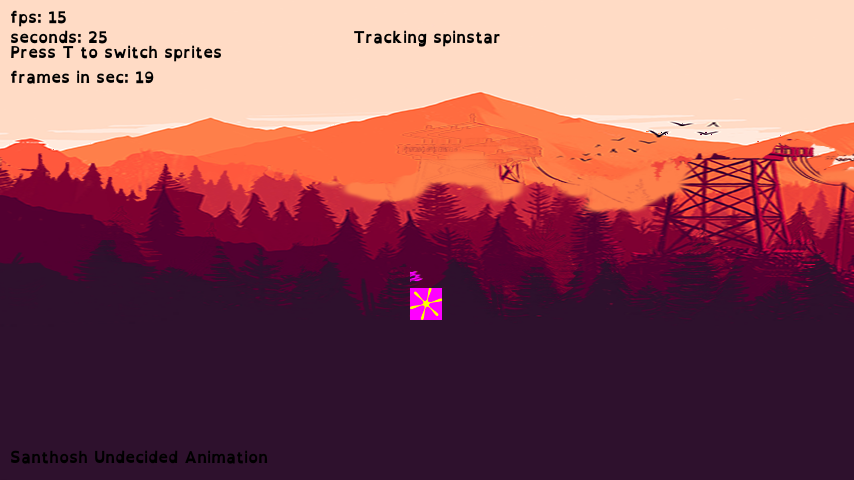 fps: 15
seconds: 25
Press T to switch sprites
frames in sec: 19
Tracking spinstar
Santhosh Undecided Animation